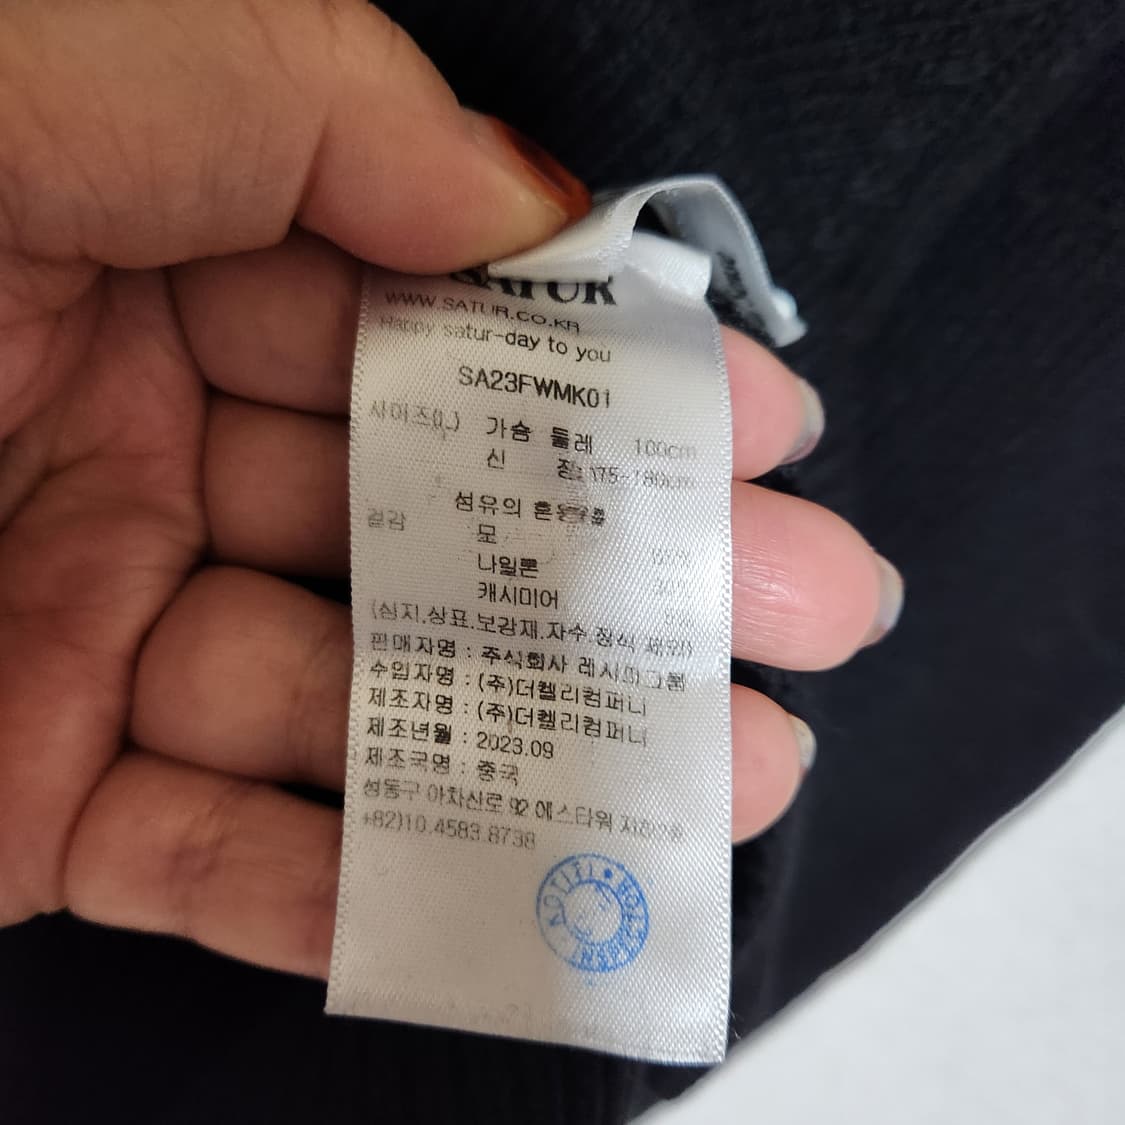 SATUR
WWW.SATUR.CO.KR
Happy satur-day to you
SA23FWMK01
사이즈(L) 가슴 둘레 100cm
신 장: 175-180cm
섬유의 혼용율
겉감
모
나일론
캐시미어
(심지.상표.보강재.자수.장식 제외)
판매자명 : 주식회사 레시피그룹
수입자명 : (주)더켈리컴퍼니
제조자명 : (주)더켈리컴퍼니
제조년월 : 2023.09
제조국명 : 중국
성동구 아차산로 92 에스타워
+82)10.4583.8738